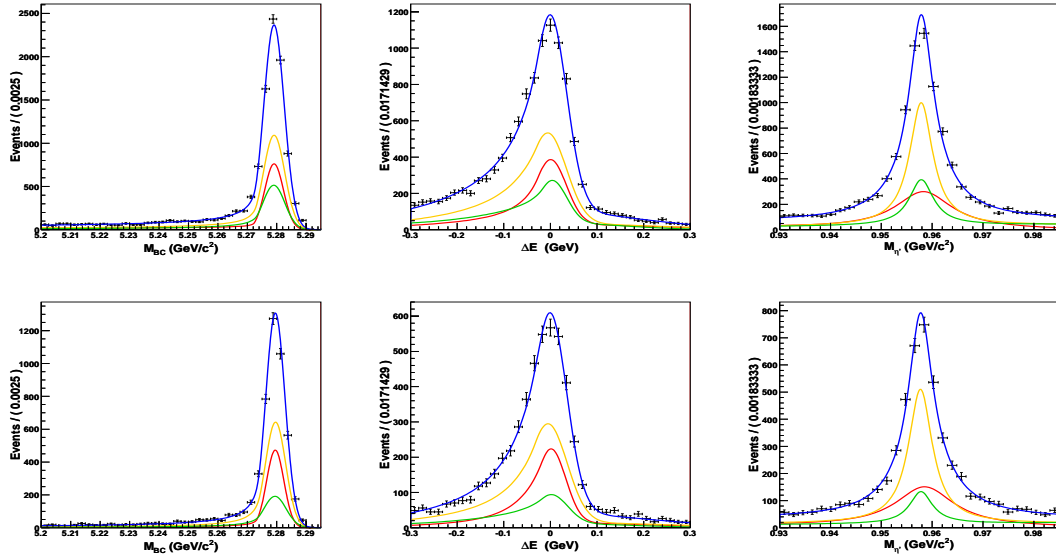 Events / ( 0.0025 )
2500
2000
1500
1000
500
0
5.2 5.21 5.22 5.23 5.24 5.25 5.26 5.27 5.28 5.29
M_BC (GeV/c²)
Events / ( 0.0171429 )
1200
1000
800
600
400
200
0
-0.3 -0.2 -0.1 0 0.1 0.2 0.3
ΔE (GeV)
Events / ( 0.00183333 )
1600
1400
1200
1000
800
600
400
200
0
0.93 0.94 0.95 0.96 0.97 0.98
M_η' (GeV/c²)
Events / ( 0.0025 )
1200
1000
800
600
400
200
0
5.2 5.21 5.22 5.23 5.24 5.25 5.26 5.27 5.28 5.29
M_BC (GeV/c²)
Events / ( 0.0171429 )
600
500
400
300
200
100
0
-0.3 -0.2 -0.1 0 0.1 0.2 0.3
ΔE (GeV)
Events / ( 0.00183333 )
800
700
600
500
400
300
200
100
0
0.93 0.94 0.95 0.96 0.97 0.98
M_η' (GeV/c²)